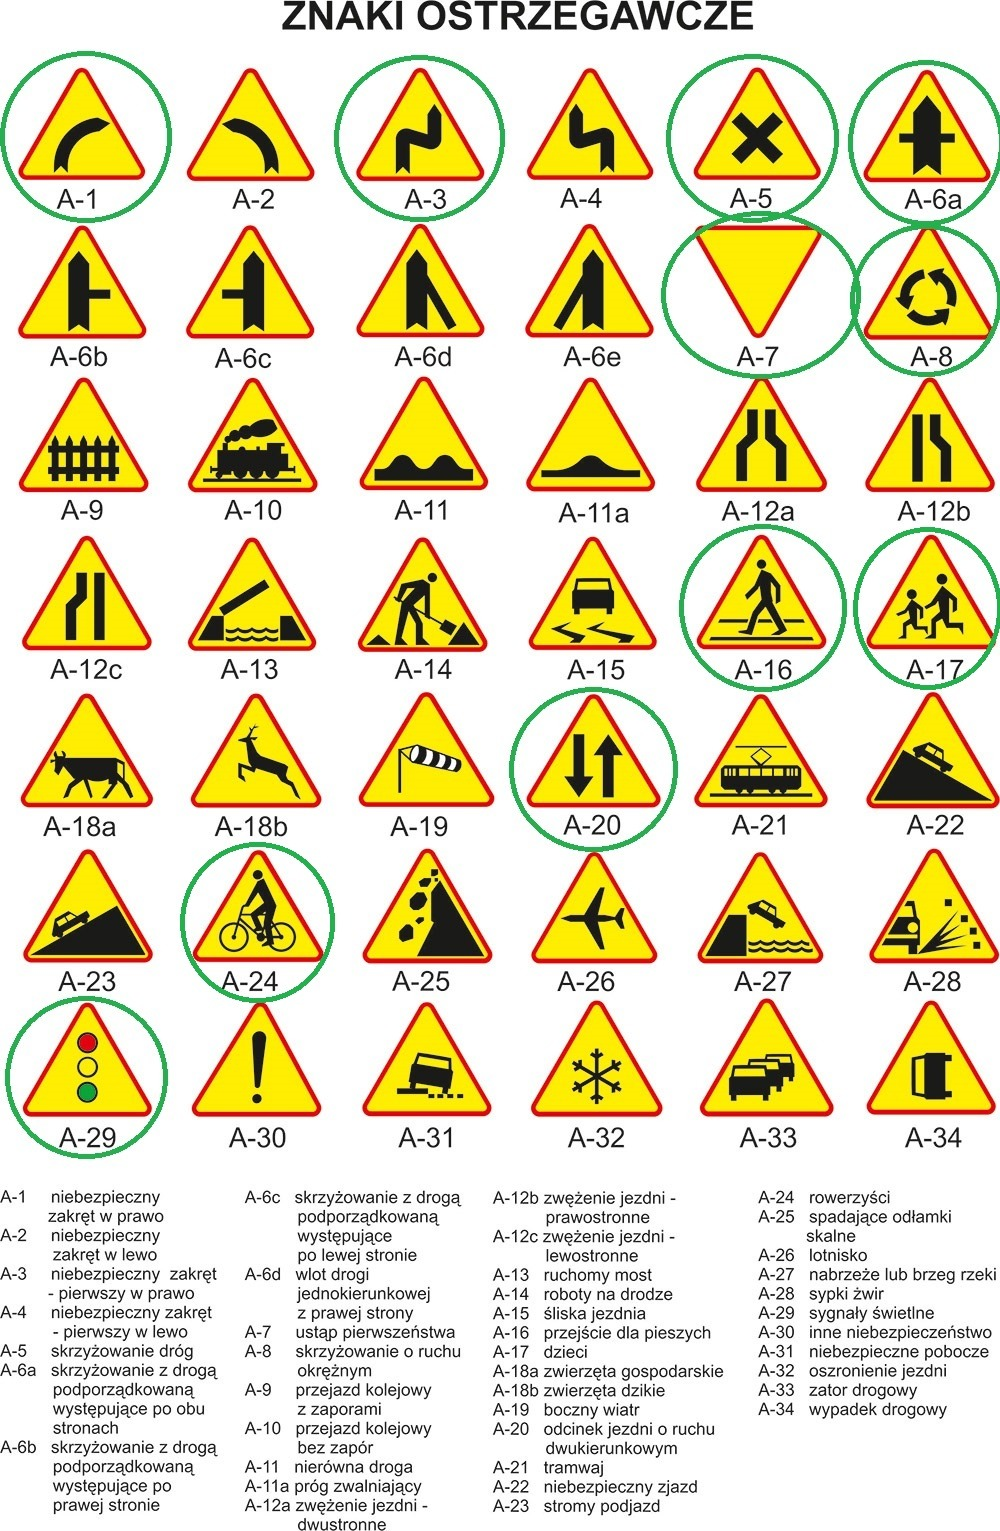 ZNAKI OSTRZEGAWCZE
A-1 A-2 A-3 A-4 A-5 A-6a
A-6b A-6c A-6d A-6e A-7 A-8
A-9 A-10 A-11 A-11a A-12a A-12b
A-12c A-13 A-14 A-15 A-16 A-17
A-18a A-18b A-19 A-20 A-21 A-22
A-23 A-24 A-25 A-26 A-27 A-28
A-29 A-30 A-31 A-32 A-33 A-34
A-1 niebezpieczny
zakręt w prawo
A-2 niebezpieczny
zakręt w lewo
A-3 niebezpieczny zakręt
- pierwszy w prawo
A-4 niebezpieczny zakręt
- pierwszy w lewo
A-5 skrzyżowanie dróg
A-6a skrzyżowanie z drogą
podporządkowaną
występujące po obu
stronach
A-6b skrzyżowanie z drogą
podporządkowaną
występujące po
prawej stronie
A-6c skrzyżowanie z drogą
podporządkowaną
występujące
po lewej stronie
A-6d wlot drogi
jednokierunkowej
z prawej strony
A-7 ustąp pierwszeństwa
A-8 skrzyżowanie o ruchu
okrężnym
A-9 przejazd kolejowy
z zaporami
A-10 przejazd kolejowy
bez zapór
A-11 nierówna droga
A-11a próg zwalniający
A-12a zwężenie jezdni -
dwustronne
A-12b zwężenie jezdni -
prawostronne
A-12c zwężenie jezdni -
lewostronne
A-13 ruchomy most
A-14 roboty na drodze
A-15 śliska jezdnia
A-16 przejście dla pieszych
A-17 dzieci
A-18a zwierzęta gospodarskie
A-18b zwierzęta dzikie
A-19 boczny wiatr
A-20 odcinek jezdni o ruchu
dwukierunkowym
A-21 tramwaj
A-22 niebezpieczny zjazd
A-23 stromy podjazd
A-24 rowerzyści
A-25 spadające odłamki
skalne
A-26 lotnisko
A-27 nabrzeże lub brzeg rzeki
A-28 sypki żwir
A-29 sygnały świetlne
A-30 inne niebezpieczeństwo
A-31 niebezpieczne pobocze
A-32 oszronienie jezdni
A-33 zator drogowy
A-34 wypadek drogowy